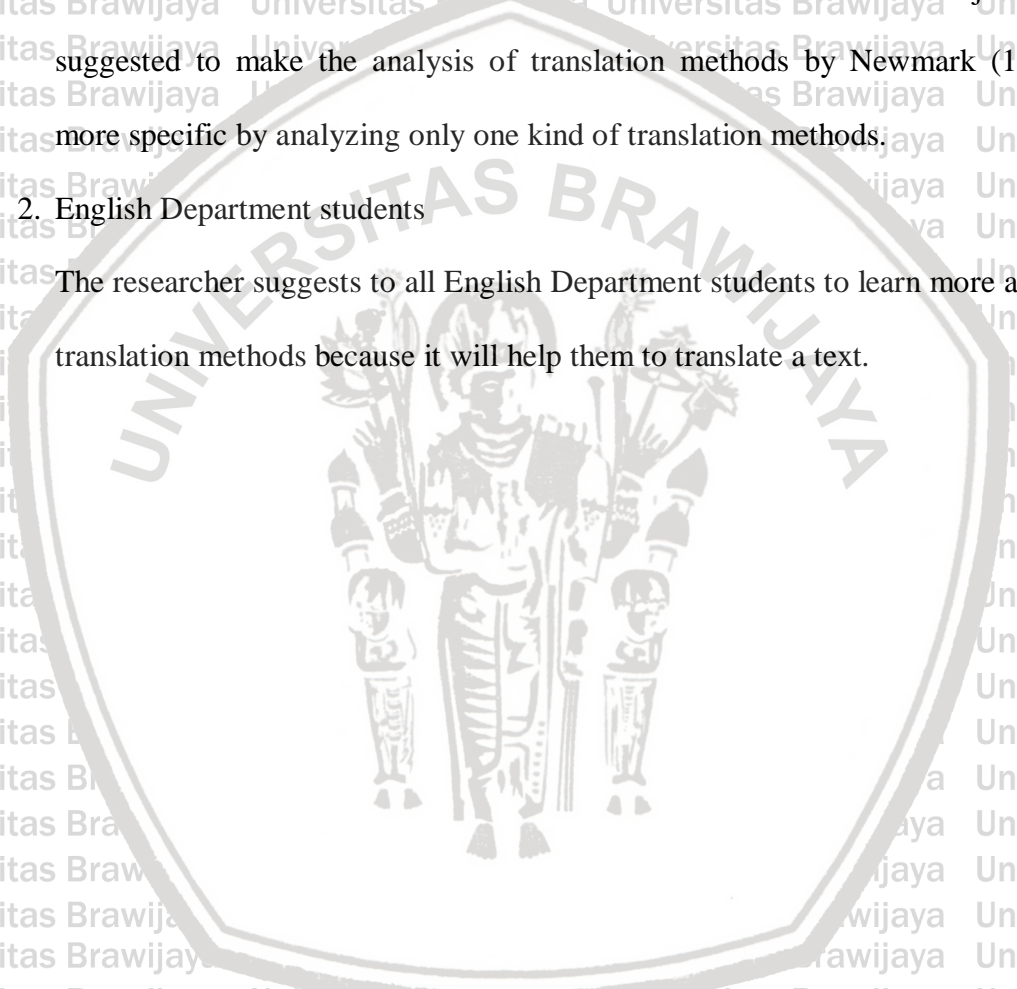 suggested to make the analysis of translation methods by Newmark (1
more specific by analyzing only one kind of translation methods.
2. English Department students
The researcher suggests to all English Department students to learn more a
translation methods because it will help them to translate a text.
UNIVERSITAS BRAWIJAYA